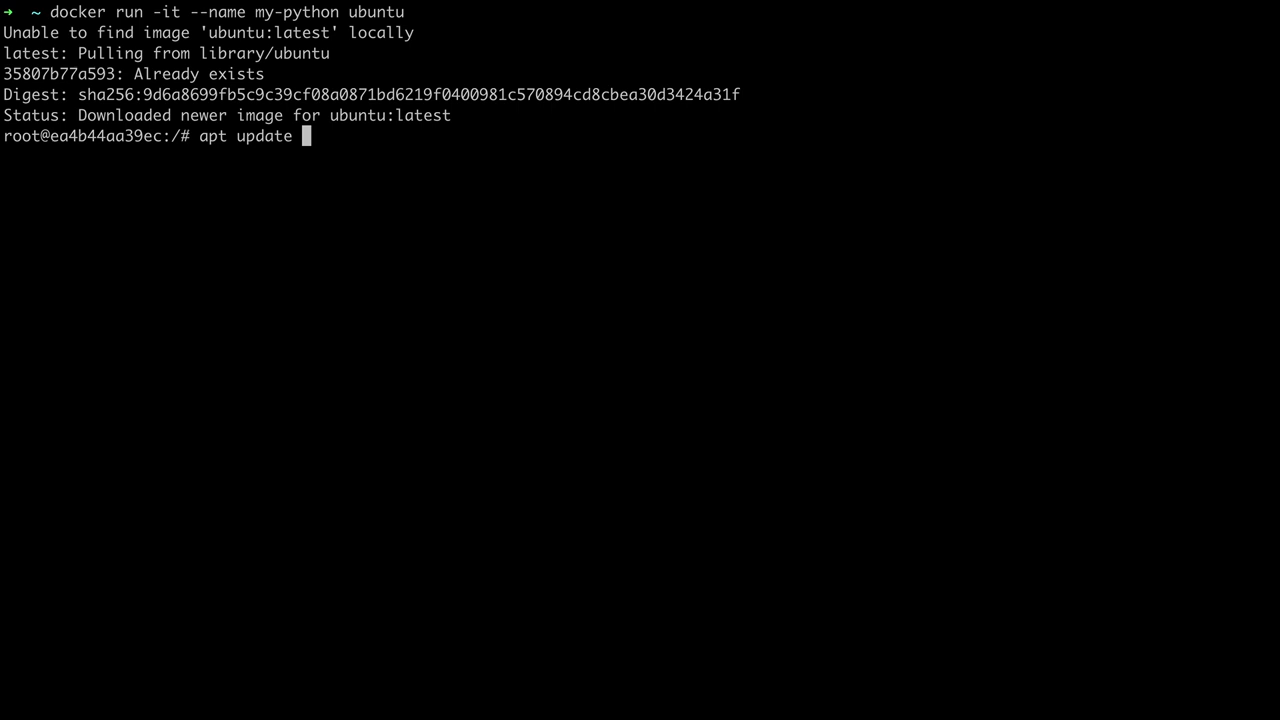 ➜  ~ docker run -it --name my-python ubuntu
Unable to find image 'ubuntu:latest' locally
latest: Pulling from library/ubuntu
35807b77a593: Already exists
Digest: sha256:9d6a8699fb5c9c39cf08a0871bd6219f0400981c570894cd8cbea30d3424a31f
Status: Downloaded newer image for ubuntu:latest
root@ea4b44aa39ec:/# apt update